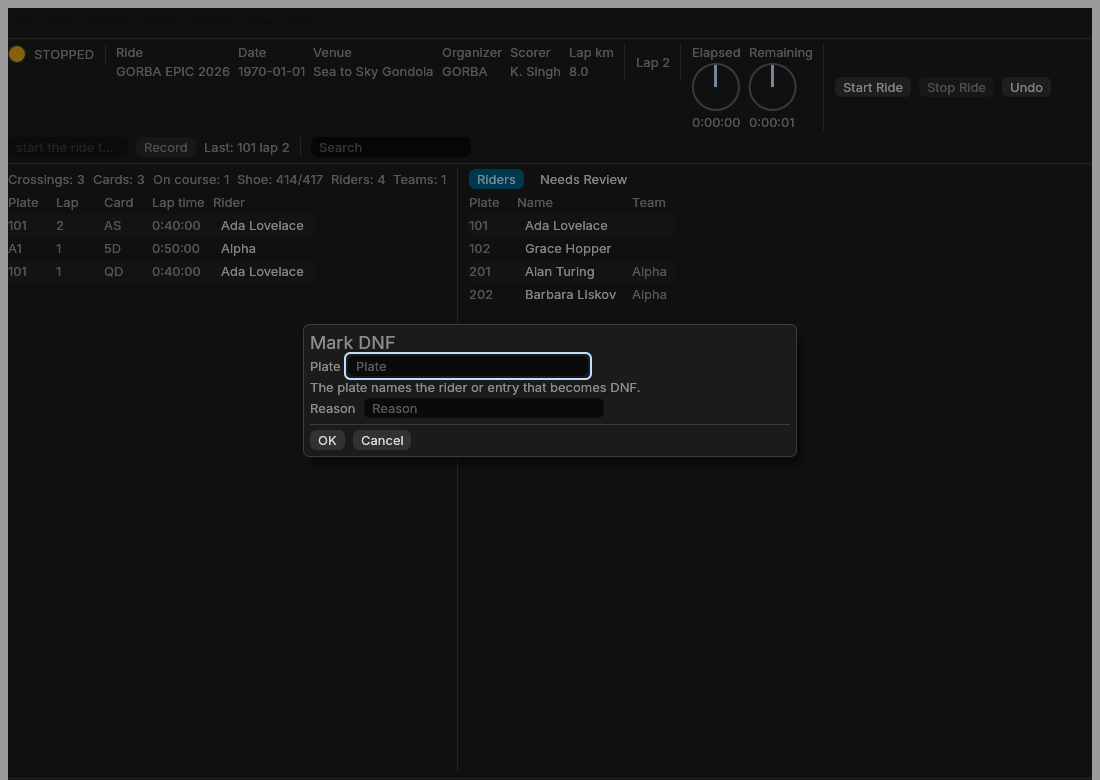 STOPPED
Ride Date Venue Organizer Scorer Lap km
GORBA EPIC 2026 1970-01-01 Sea to Sky Gondola GORBA K. Singh 8.0
Lap 2
Elapsed Remaining
0:00:00 0:00:01
Start Ride Stop Ride Undo
start the ride t... Record Last: 101 lap 2 Search
Crossings: 3 Cards: 3 On course: 1 Shoe: 414/417 Riders: 4 Teams: 1
Plate Lap Card Lap time Rider
101 2 AS 0:40:00 Ada Lovelace
A1 1 5D 0:50:00 Alpha
101 1 QD 0:40:00 Ada Lovelace
Riders Needs Review
Plate Name Team
101 Ada Lovelace
102 Grace Hopper
201 Alan Turing Alpha
202 Barbara Liskov Alpha
Mark DNF
Plate Plate
The plate names the rider or entry that becomes DNF.
Reason Reason
OK Cancel